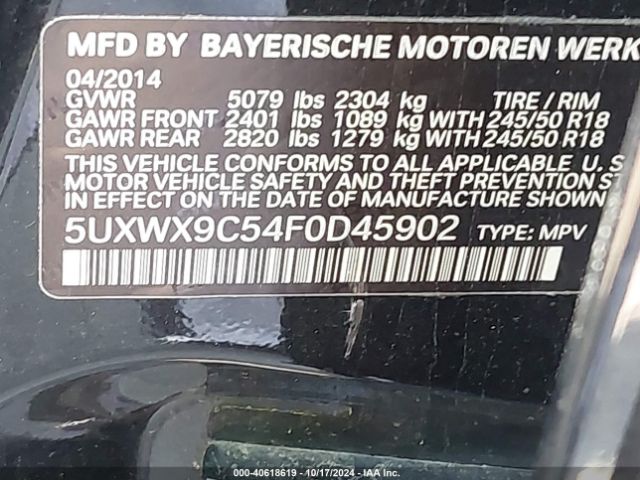 MFD BY BAYERISCHE MOTOREN WERK
04/2014
GVWR 5079 lbs 2304 kg TIRE / RIM
GAWR FRONT 2401 lbs 1089 kg WITH 245/50 R18
GAWR REAR 2820 lbs 1279 kg WITH 245/50 R18
THIS VEHICLE CONFORMS TO ALL APPLICABLE U. S
MOTOR VEHICLE SAFETY AND THEFT PREVENTION S
IN EFFECT ON THE DATE OF MANUFACTURE SHOWN
5UXWX9C54F0D45902 TYPE: MPV
000-40618619 - 10/17/2024 - IAAI Corp.